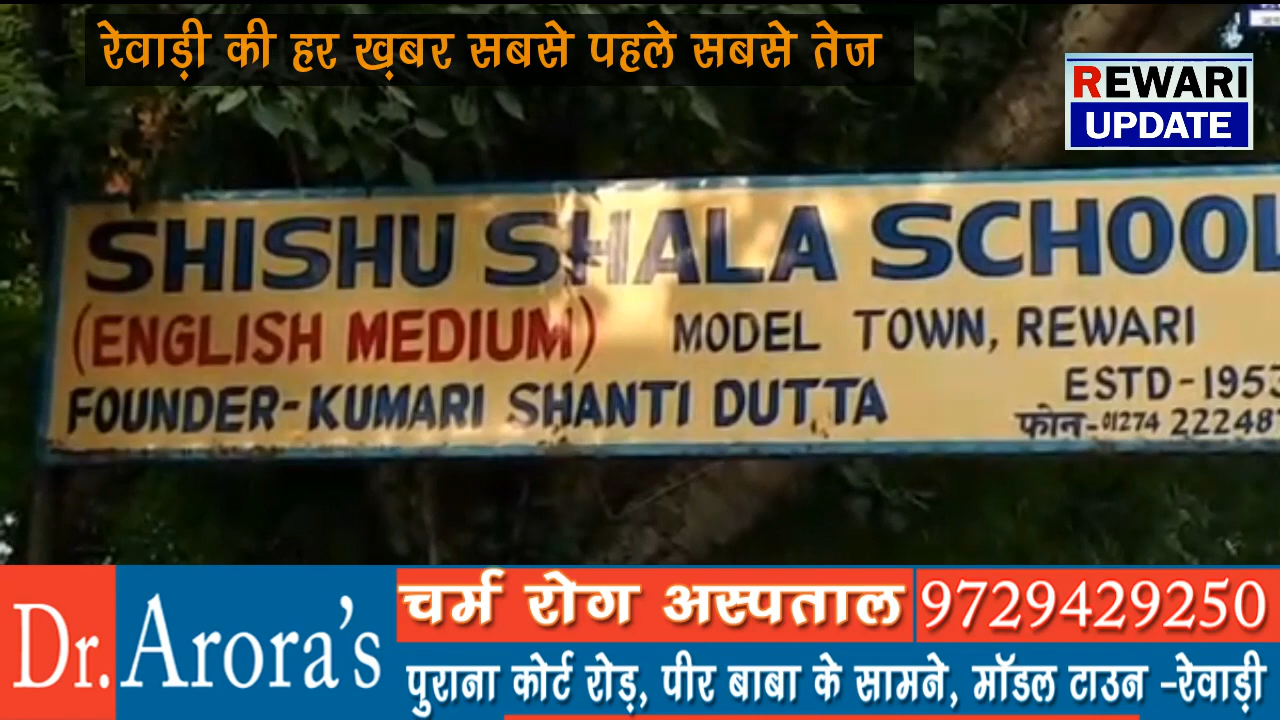 रेवाड़ी की हर ख़बर सबसे पहले सबसे तेज
REWARI
UPDATE
SHISHU SHALA SCHOOL
(ENGLISH MEDIUM) MODEL TOWN, REWARI
FOUNDER-KUMARI SHANTI DUTTA
ESTD-1953
फोन-01274 22248
Dr. Arora's
चर्म रोग अस्पताल 9729429250
पुराना कोर्ट रोड़, पीर बाबा के सामने, मॉडल टाउन -रेवाड़ी